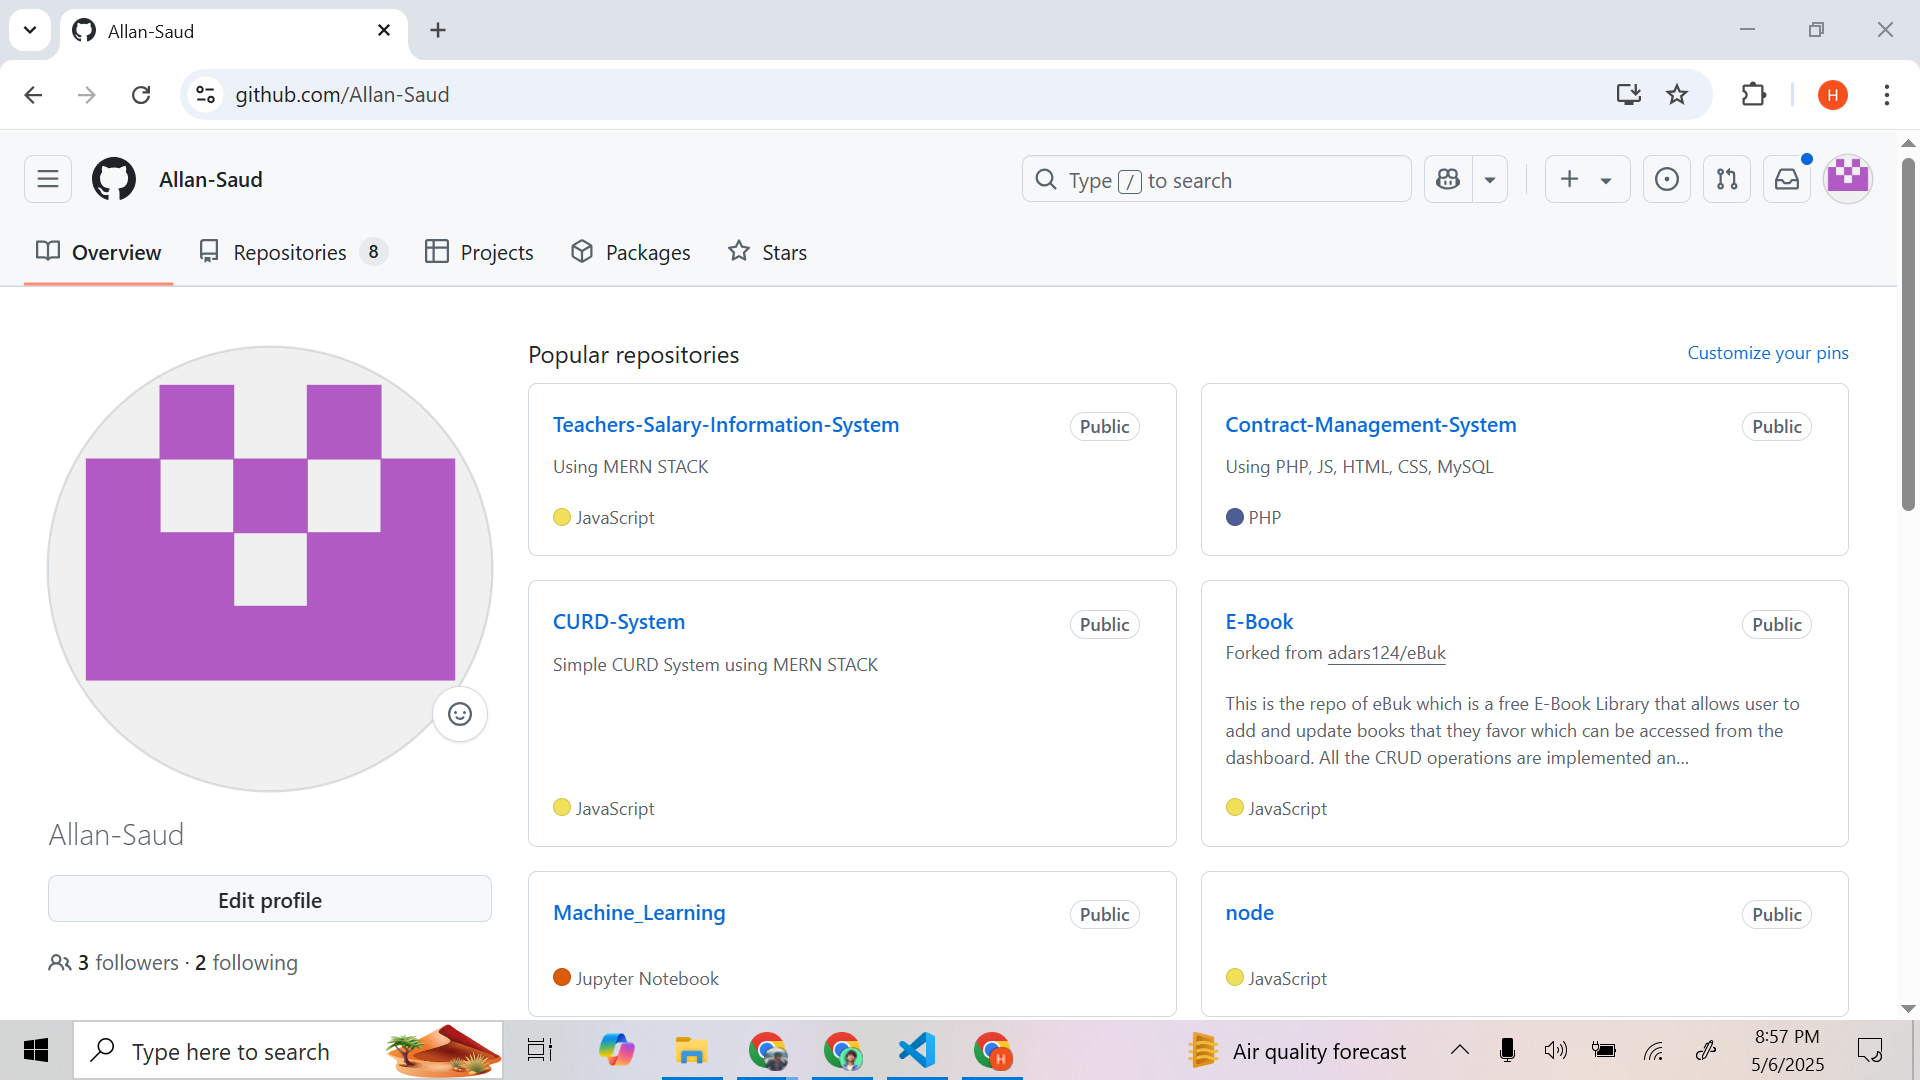 Allan-Saud
github.com/Allan-Saud
H
Allan-Saud
Type / to search
Overview
Repositories 8
Projects
Packages
Stars
Popular repositories
Customize your pins
Teachers-Salary-Information-System
Public
Using MERN STACK
JavaScript
Contract-Management-System
Public
Using PHP, JS, HTML, CSS, MySQL
PHP
CURD-System
Public
Simple CURD System using MERN STACK
JavaScript
E-Book
Public
Forked from adars124/eBuk
This is the repo of eBuk which is a free E-Book Library that allows user to
add and update books that they favor which can be accessed from the
dashboard. All the CRUD operations are implemented an...
JavaScript
Machine_Learning
Public
Jupyter Notebook
node
Public
JavaScript
Allan-Saud
Edit profile
3 followers · 2 following
Type here to search
H
Air quality forecast
8:57 PM
5/6/2025